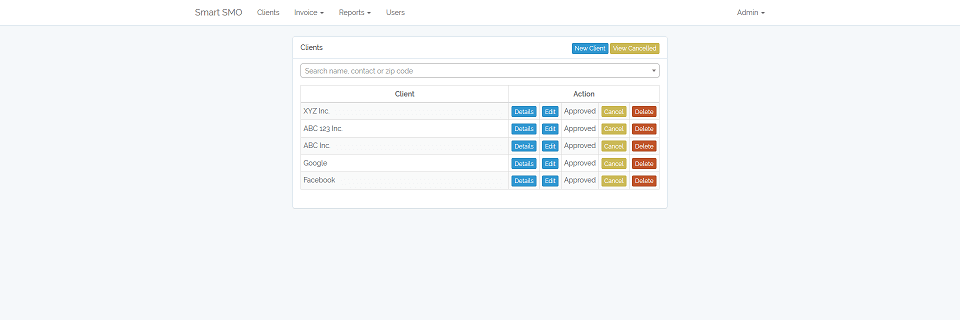 Smart SMO Clients Invoice Reports Users Admin
Clients New Client View Cancelled
Search name, contact or zip code
Client Action
XYZ Inc. Details Edit Approved Cancel Delete
ABC 123 Inc. Details Edit Approved Cancel Delete
ABC Inc. Details Edit Approved Cancel Delete
Google Details Edit Approved Cancel Delete
Facebook Details Edit Approved Cancel Delete